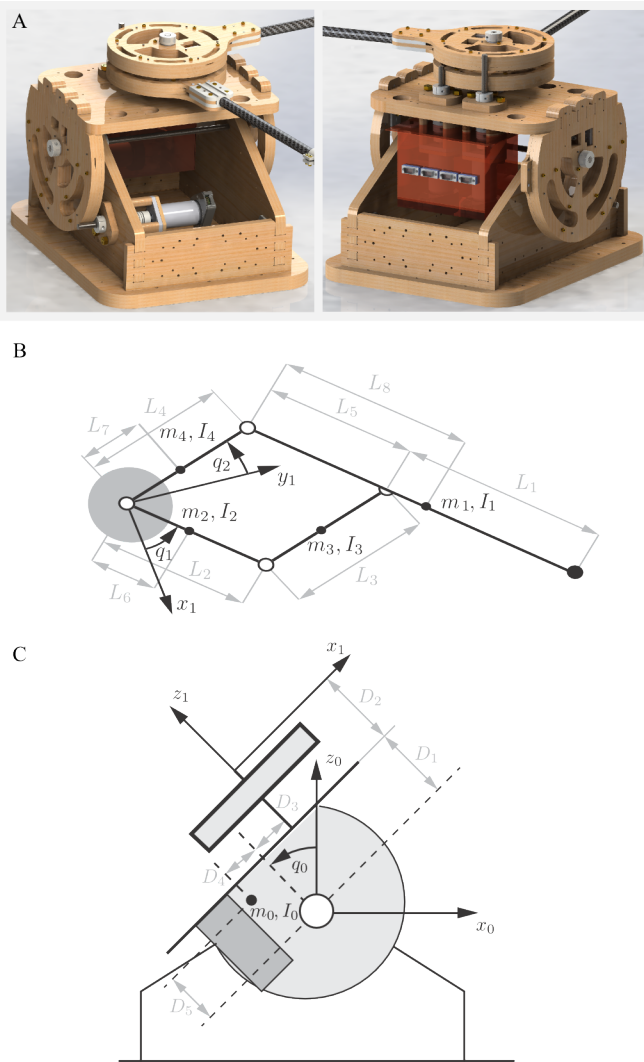 A
B
L₈
L₄
L₅
L₇
m₄, I₄
L₁
q₂
y₁
m₂, I₂
m₁, I₁
q₁
m₃, I₃
L₂
L₃
L₆
x₁
C
x₁
z₁
D₂
z₀
D₁
D₃
q₀
D₄
m₀, I₀
x₀
D₅